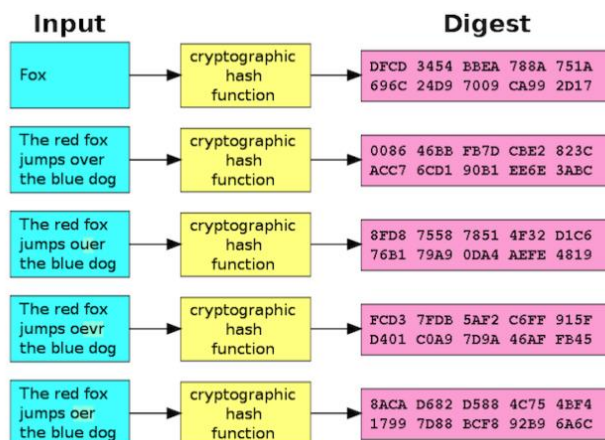 Input Digest
Fox
cryptographic
hash
function
DFCD 3454 BBEA 788A 751A
696C 24D9 7009 CA99 2D17
The red fox
jumps over
the blue dog
cryptographic
hash
function
0086 46BB FB7D CBE2 823C
ACC7 6CD1 90B1 EE6E 3ABC
The red fox
jumps ouer
the blue dog
cryptographic
hash
function
8FD8 7558 7851 4F32 D1C6
76B1 79A9 0DA4 AEFE 4819
The red fox
jumps oevr
the blue dog
cryptographic
hash
function
FCD3 7FDB 5AF2 C6FF 915F
D401 C0A9 7D9A 46AF FB45
The red fox
jumps oer
the blue dog
cryptographic
hash
function
8ACA D682 D588 4C75 4BF4
1799 7D88 BCF8 92B9 6A6C